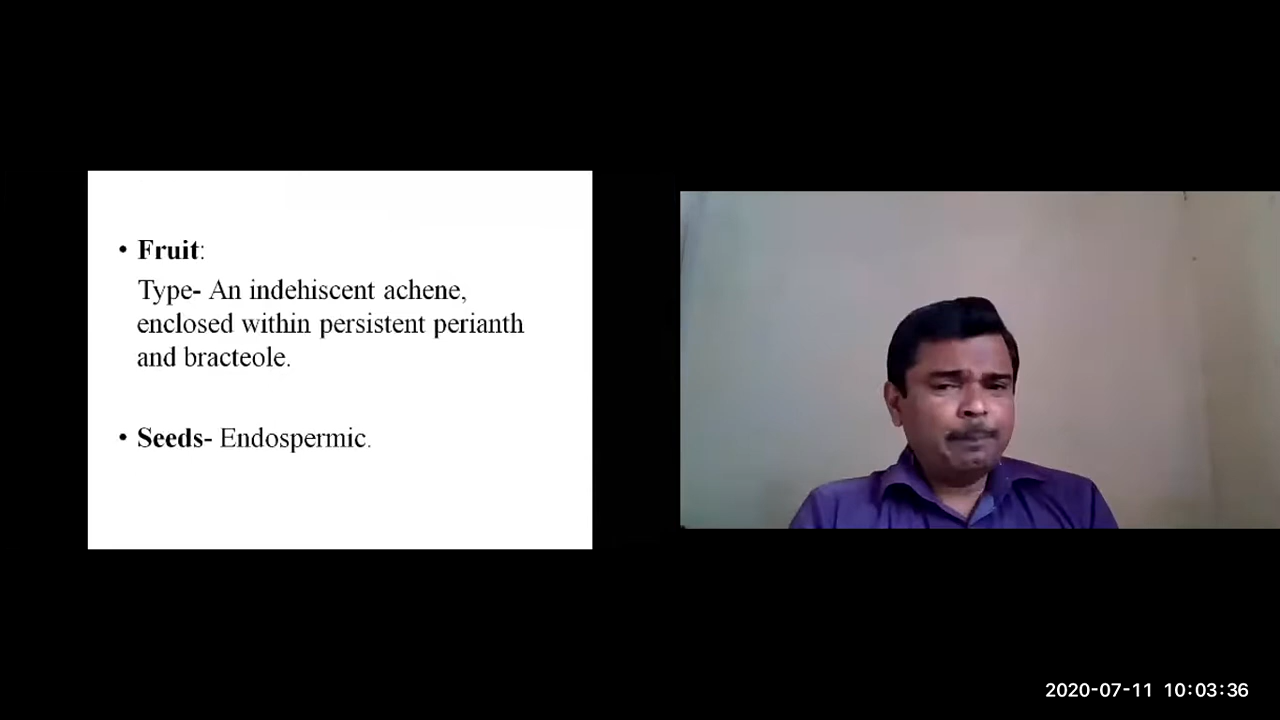 • Fruit:
Type- An indehiscent achene,
enclosed within persistent perianth
and bracteole.
• Seeds- Endospermic.
2020-07-11 10:03:36